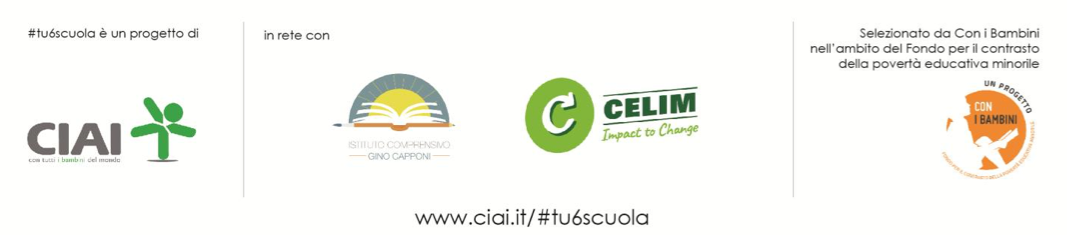 #tu6scuola è un progetto di
CIAI
con tutti i bambini del mondo
in rete con
ISTITUTO COMPRENSIVO
GINO CAPPONI
C
CELIM
Impact to Change
Selezionato da Con i Bambini
nell'ambito del Fondo per il contrasto
della povertà educativa minorile
UN PROGETTO
CON
I BAMBINI
www.ciai.it/#tu6scuola